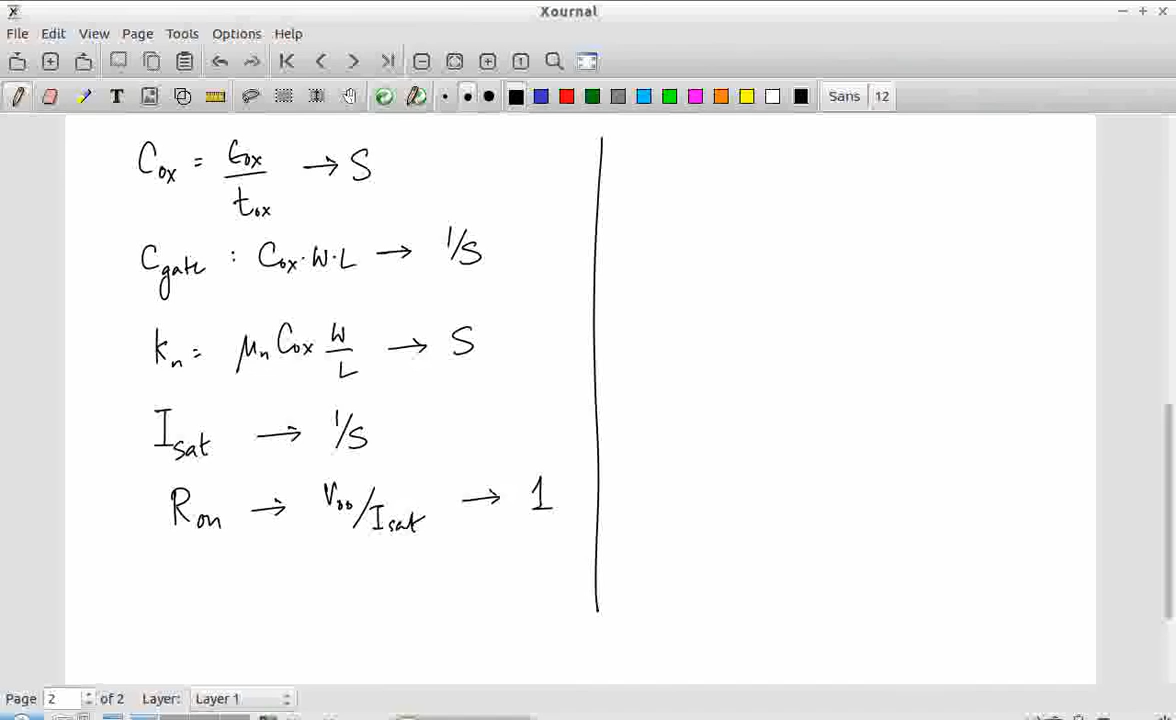 Xournal
File Edit View Page Tools Options Help
Sans 12
Cox = ϵox / tox → S
Cgate : Cox · W · L → 1/S
kn = μn Cox W / L → S
Isat → 1/S
Ron → VDD / Isat → 1
Page 2 of 2 Layer: Layer 1